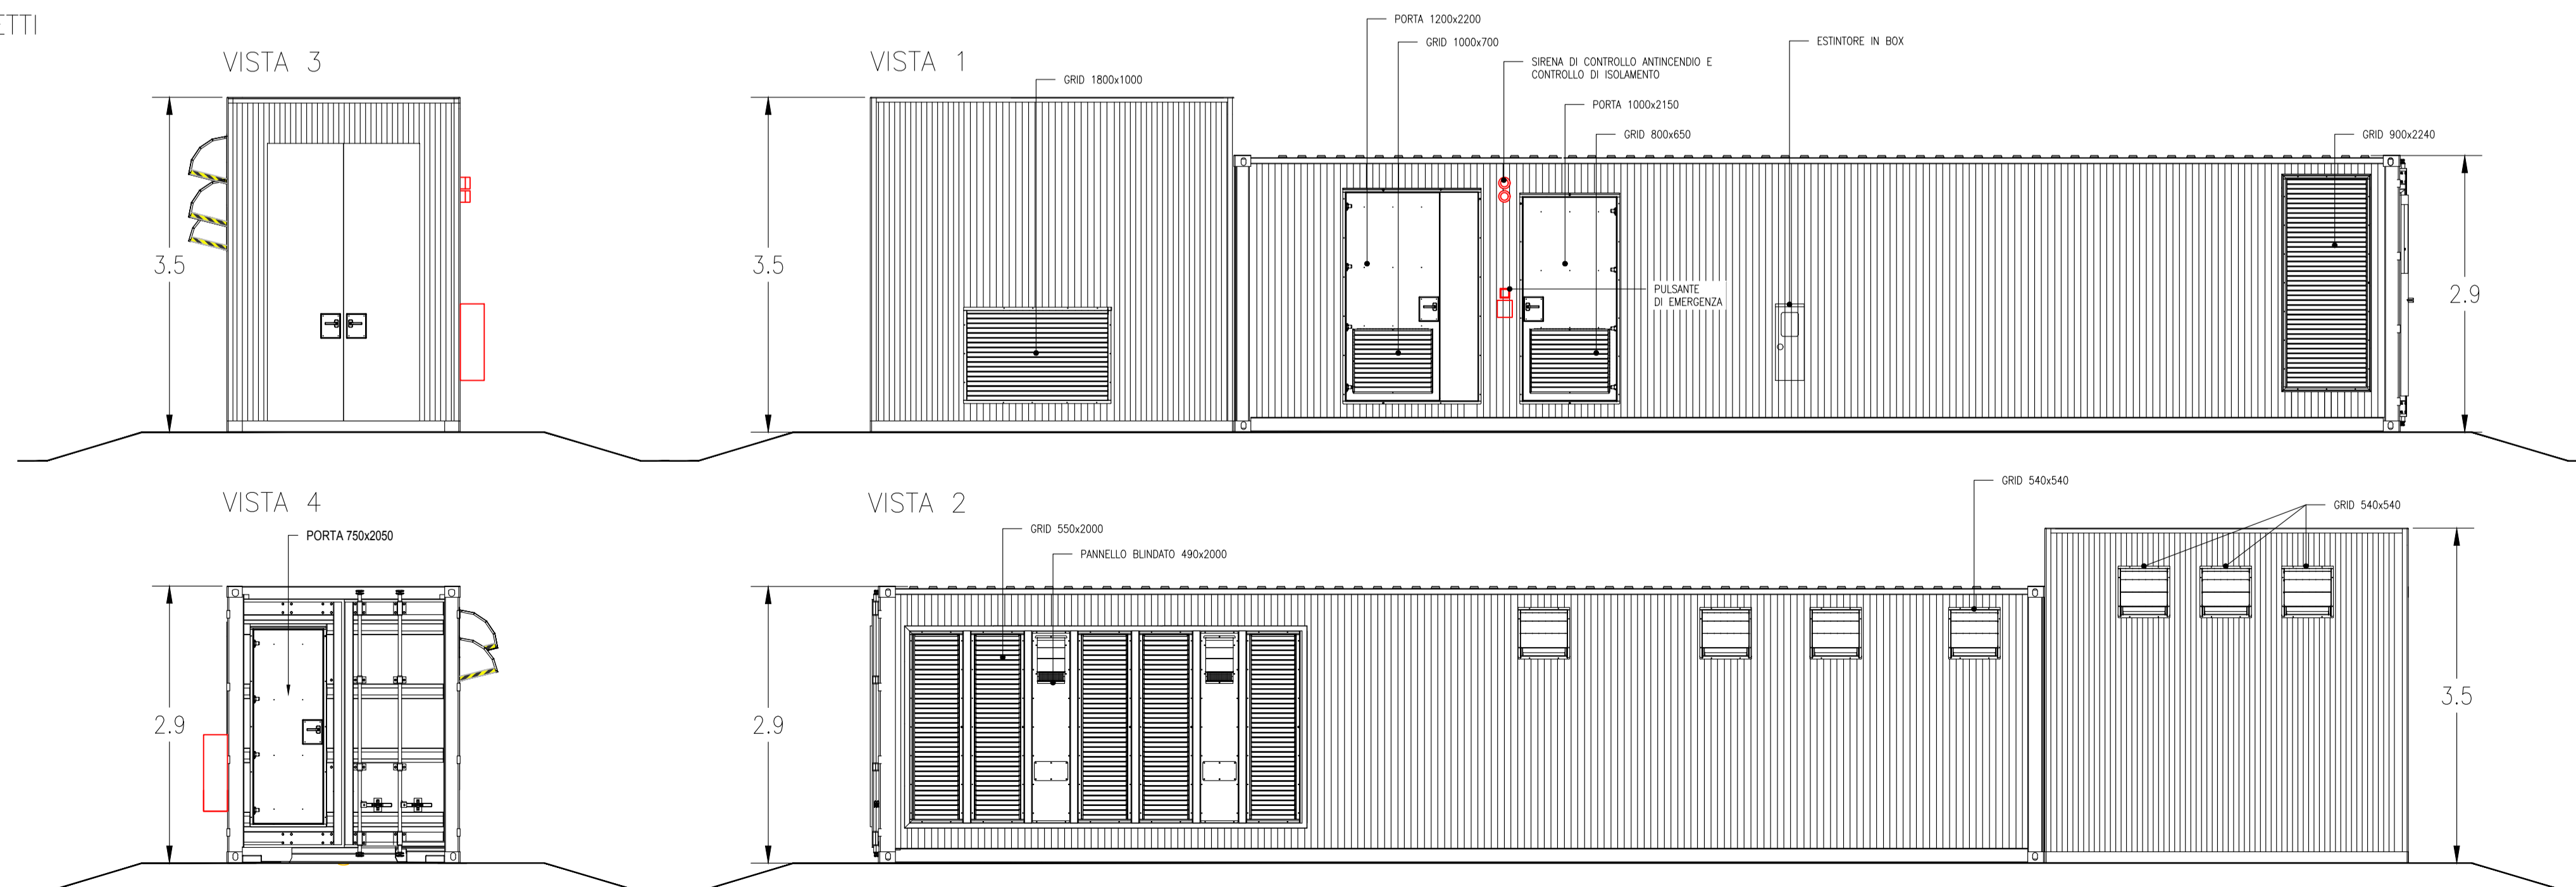 ETTI
VISTA 3
3.5
VISTA 1
GRID 1800x1000
PORTA 1200x2200
GRID 1000x700
SIRENA DI CONTROLLO ANTINCENDIO E
CONTROLLO DI ISOLAMENTO
PORTA 1000x2150
GRID 800x650
ESTINTORE IN BOX
GRID 900x2240
3.5
PULSANTE
DI EMERGENZA
2.9
VISTA 4
PORTA 750x2050
2.9
VISTA 2
GRID 550x2000
PANNELLO BLINDATO 490x2000
GRID 540x540
GRID 540x540
2.9
3.5